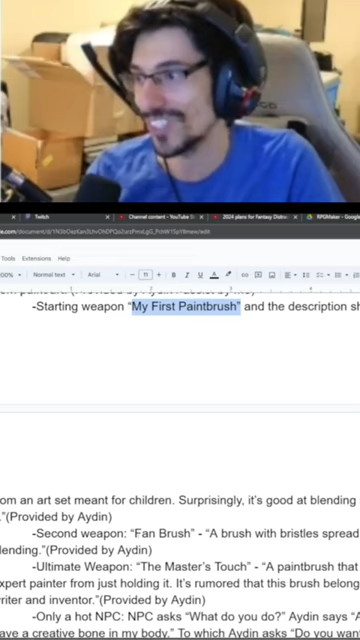 Twitch
Channel content - YouTube S
2024 plans for Fantasy Distric
RPGMaker - Google
Tools Extensions Help
00% Normal text Arial 11 B I U A
-Starting weapon “My First Paintbrush” and the description sh
om an art set meant for children. Surprisingly, it’s good at blending
.”(Provided by Aydin)
-Second weapon: “Fan Brush” - “A brush with bristles spread
lending.”(Provided by Aydin)
-Ultimate Weapon: “The Master’s Touch” - “A paintbrush that
xpert painter from just holding it. It’s rumored that this brush belong
riter and inventor.”(Provided by Aydin)
-Only a hot NPC: NPC asks “What do you do?” Aydin says “A
ave a creative bone in my body.” To which Aydin asks “Do you wan